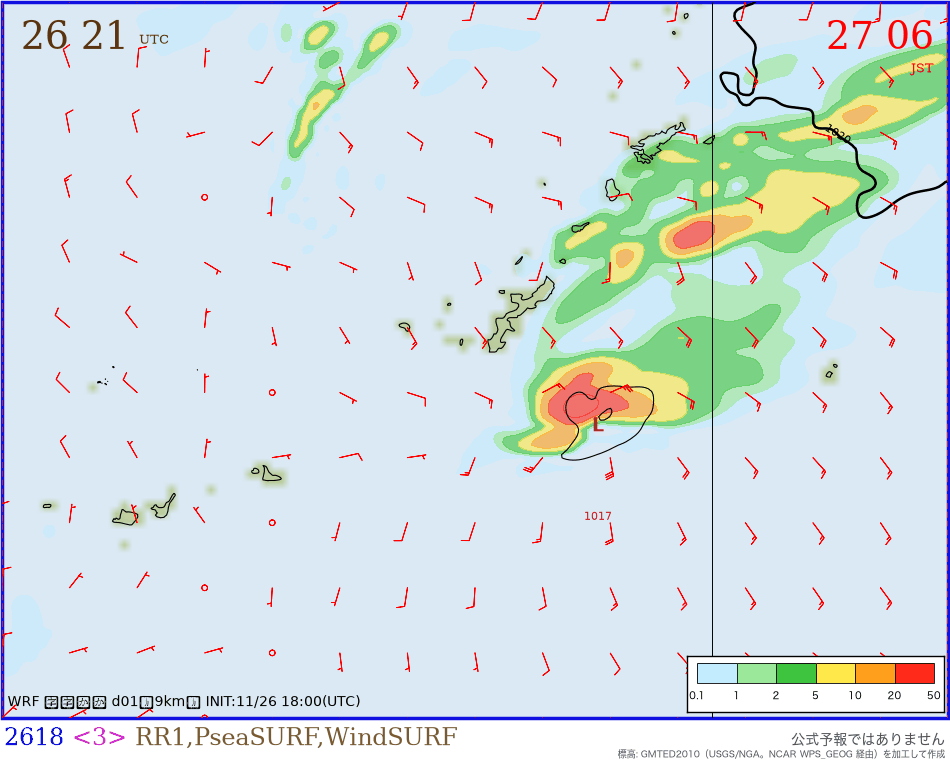 26 21 UTC
27 06
JST
1020
L
1017
0.1 1 2 5 10 20 50
WRF d01 9km INIT:11/26 18:00(UTC)
2618 <3> RR1,PseaSURF,WindSURF
公式予報ではありません
標高: GMTED2010（USGS/NGA。NCAR WPS_GEOG 経由）を加工して作成